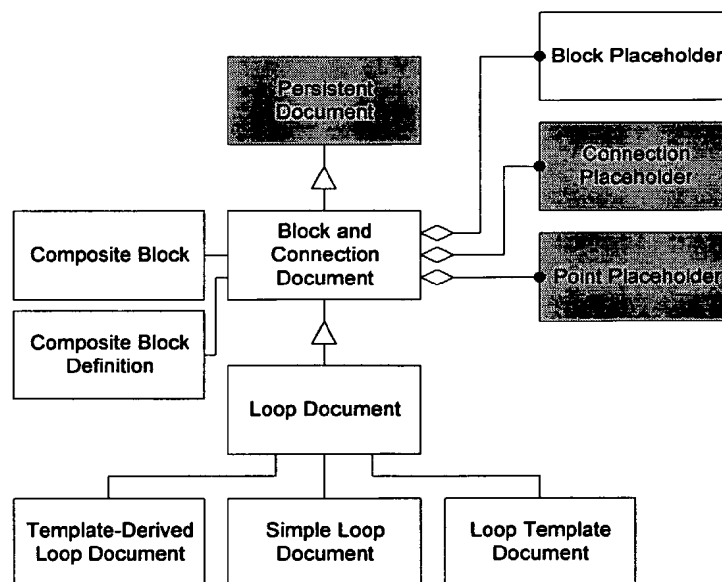 Block Placeholder
Persistent
Document
Connection
Placeholder
Composite Block
Block and
Connection
Document
Point Placeholder
Composite Block
Definition
Loop Document
Template-Derived
Loop Document
Simple Loop
Document
Loop Template
Document